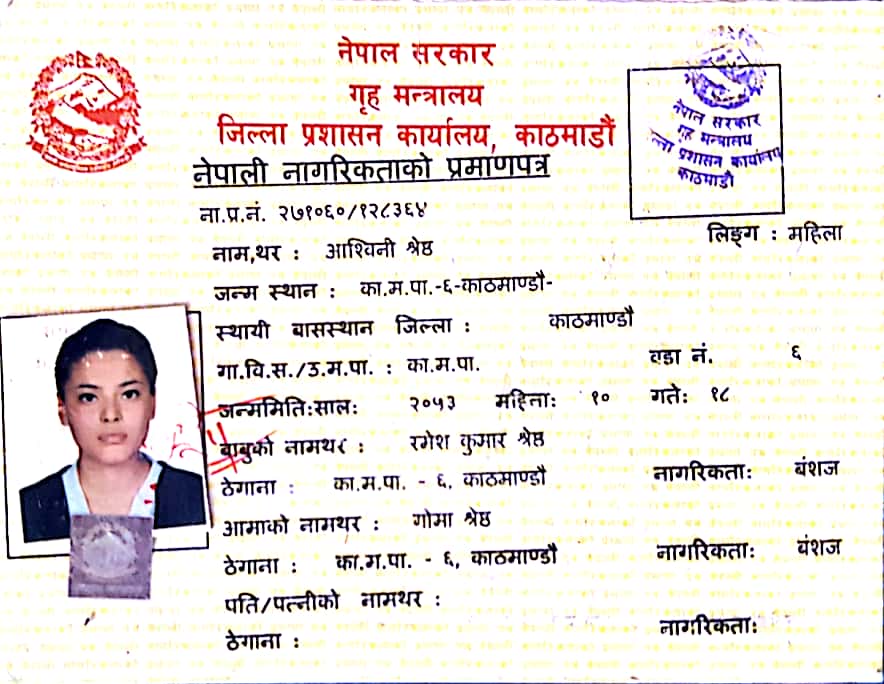 नेपाल सरकार
गृह मन्त्रालय
जिल्ला प्रशासन कार्यालय, काठमाडौं
नेपाली नागरिकताको प्रमाणपत्र
नेपाल सरकार
गृह मन्त्रालय
ल्ला प्रशासन कार्यालय
काठमाडौं
ना.प्र.नं. २७१०६०/१२८३६४
लिङ्ग : महिला
नाम,थर : आश्विनी श्रेष्ठ
जन्म स्थान : का.म.पा.-६-काठमाण्डौ-
स्थायी बासस्थान जिल्ला : काठमाण्डौ
गा.वि.स./उ.म.पा. : का.म.पा. वडा नं. ६
जन्ममिति:साल: २०५३ महिना: १० गते: १८
बाबुको नामथर : रमेश कुमार श्रेष्ठ
ठेगाना : का.म.पा. - ६, काठमाण्डौ नागरिकता: बंशज
आमाको नामथर : गोमा श्रेष्ठ
ठेगाना : का.म.पा. - ६, काठमाण्डौ नागरिकता: बंशज
पति/पत्नीको नामथर :
ठेगाना : नागरिकता: